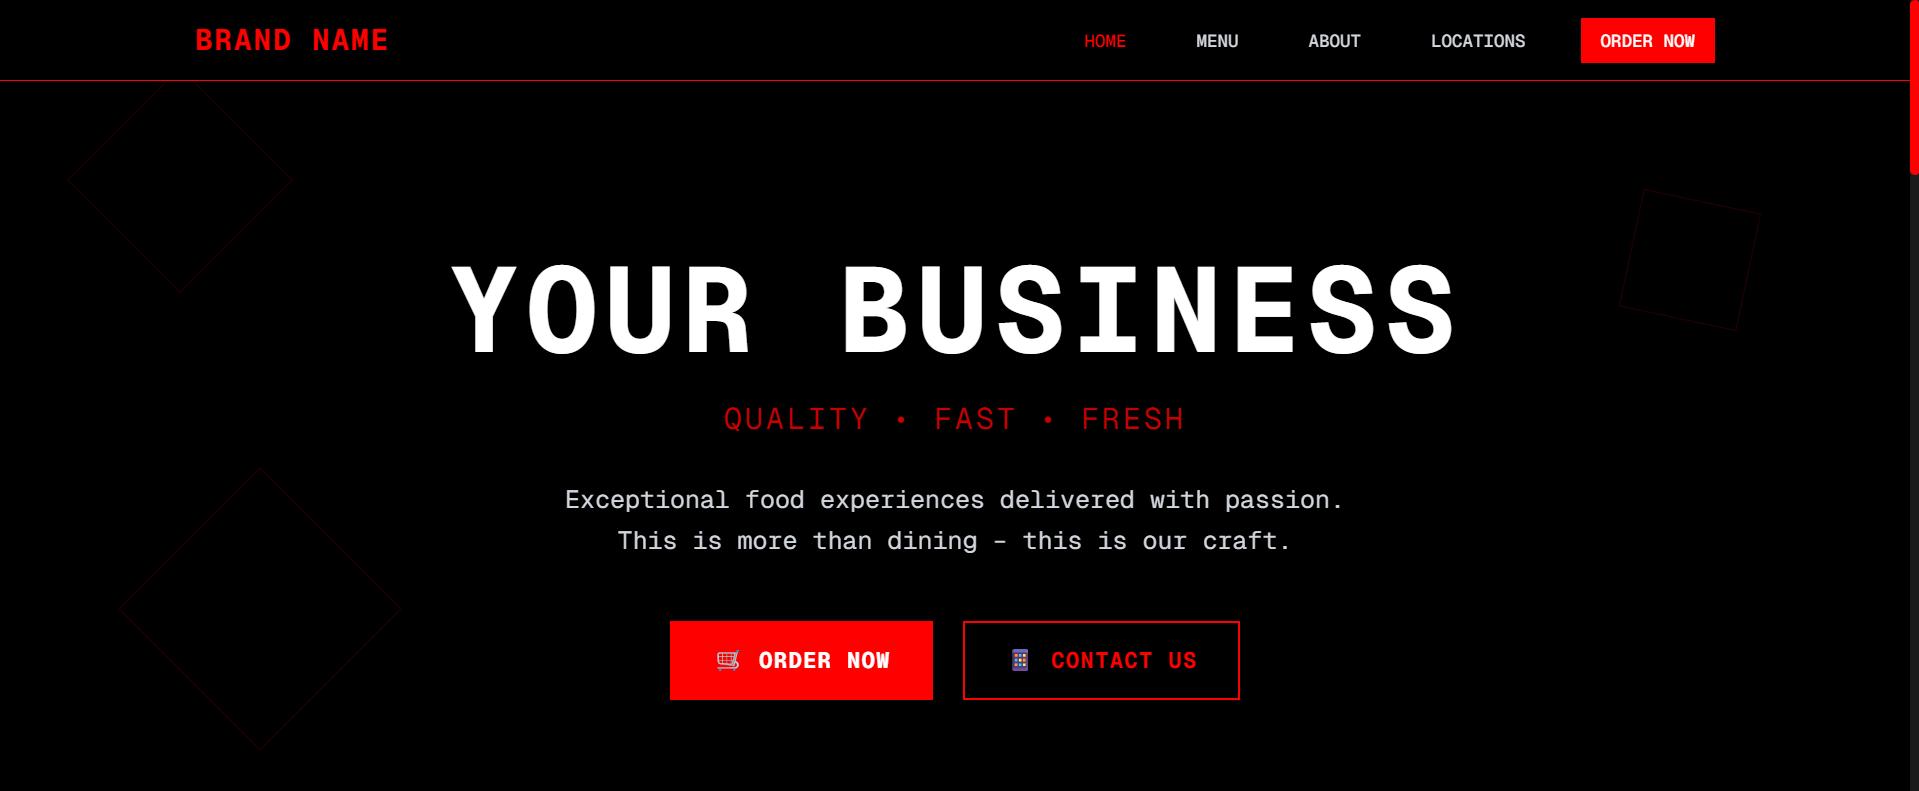 BRAND NAME
HOME MENU ABOUT LOCATIONS ORDER NOW
YOUR BUSINESS
QUALITY • FAST • FRESH
Exceptional food experiences delivered with passion.
This is more than dining – this is our craft.
🛒 ORDER NOW
📱 CONTACT US